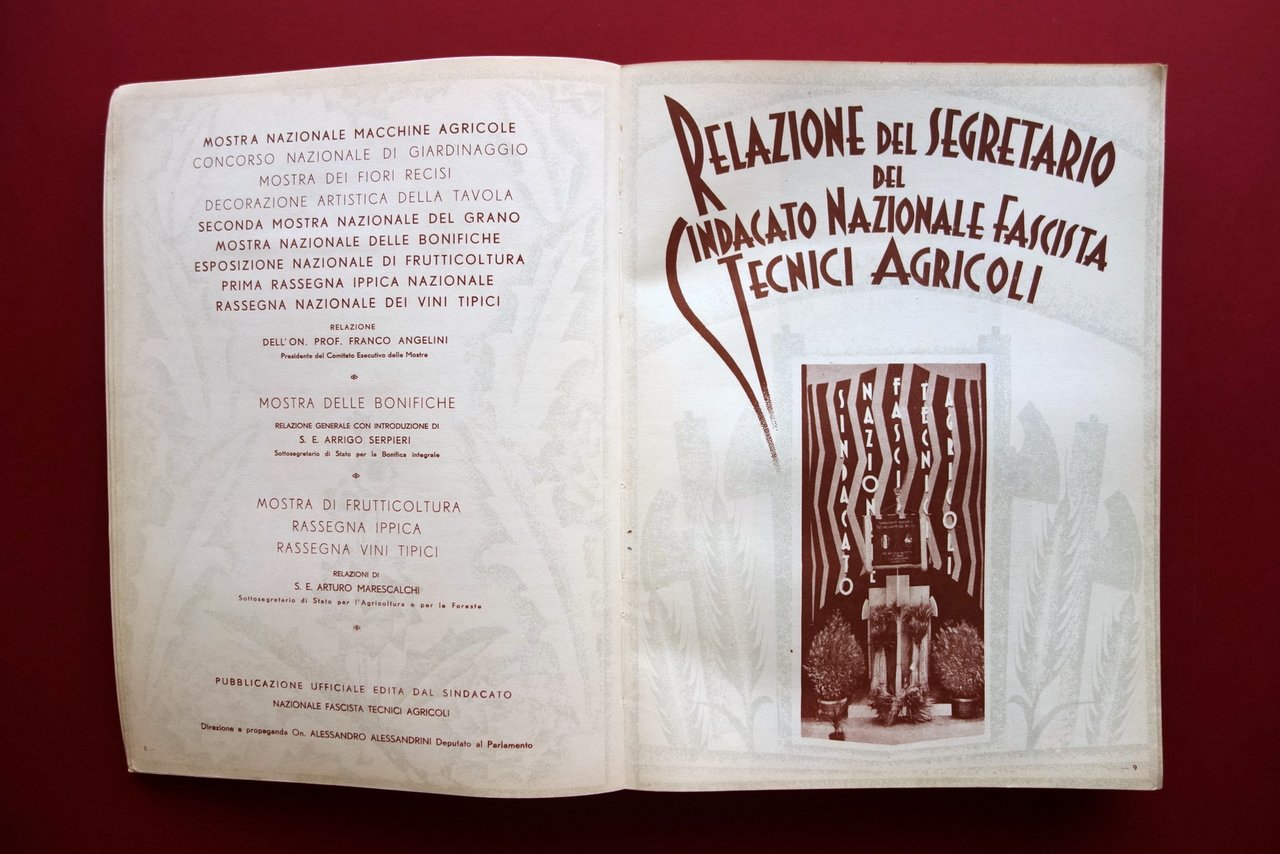 MOSTRA NAZIONALE MACCHINE AGRICOLE
CONCORSO NAZIONALE DI GIARDINAGGIO
MOSTRA DEI FIORI RECISI
DECORAZIONE ARTISTICA DELLA TAVOLA
SECONDA MOSTRA NAZIONALE DEL GRANO
MOSTRA NAZIONALE DELLE BONIFICHE
ESPOSIZIONE NAZIONALE DI FRUTTICOLTURA
PRIMA RASSEGNA IPPICA NAZIONALE
RASSEGNA NAZIONALE DEI VINI TIPICI
RELAZIONE
DELL'ON. PROF. FRANCO ANGELINI
Presidente del Comitato Esecutivo delle Mostre
MOSTRA DELLE BONIFICHE
RELAZIONE GENERALE CON INTRODUZIONE DI
S. E. ARRIGO SERPIERI
Sottosegretario di Stato per la Bonifica integrale
MOSTRA DI FRUTTICOLTURA
RASSEGNA IPPICA
RASSEGNA VINI TIPICI
RELAZIONI DI
S. E. ARTURO MARESCALCHI
Sottosegretario di Stato per l'Agricoltura e per le Foreste
PUBBLICAZIONE UFFICIALE EDITA DAL SINDACATO
NAZIONALE FASCISTA TECNICI AGRICOLI
Direzione e propaganda On. ALESSANDRO ALESSANDRINI Deputato al Parlamento
RELAZIONE DEL SEGRETARIO
DEL
SINDACATO NAZIONALE FASCISTA
TECNICI AGRICOLI
SINDACATO
NAZIONALE
FASCI
TECNICI
AGRICOLI
9